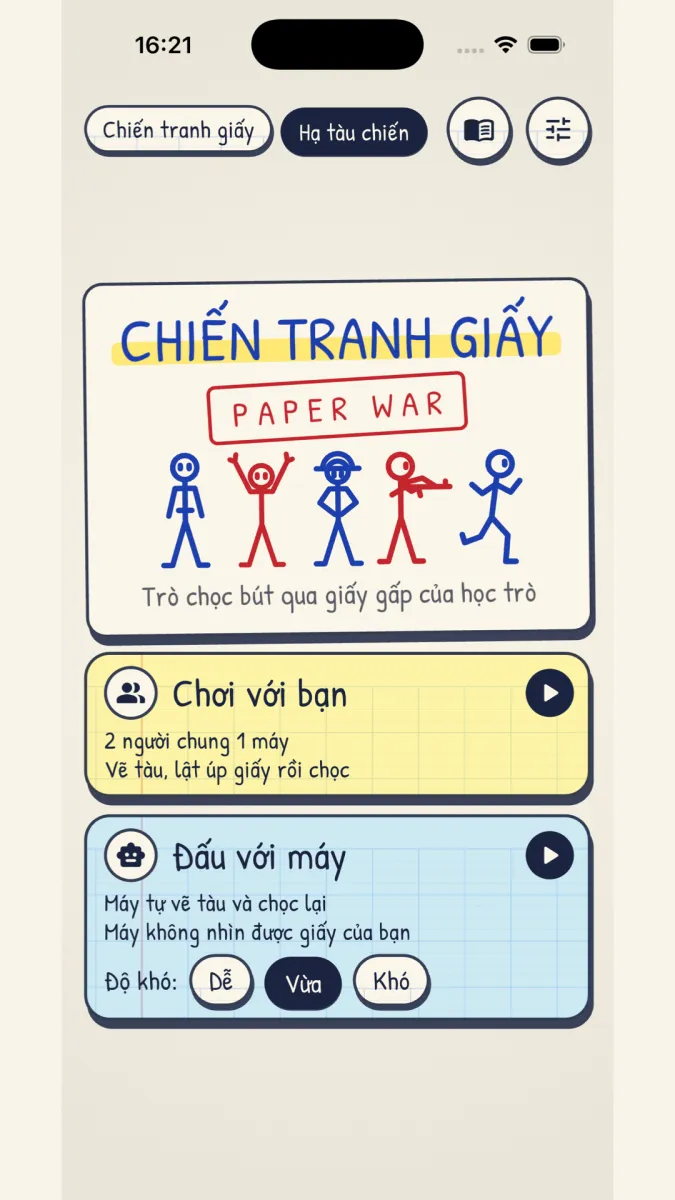 16:21
Chiến tranh giấy
Hạ tàu chiến
CHIẾN TRANH GIẤY
PAPER WAR
Trò chọc bút qua giấy gấp của học trò
Chơi với bạn
2 người chung 1 máy
Vẽ tàu, lật úp giấy rồi chọc
Đấu với máy
Máy tự vẽ tàu và chọc lại
Máy không nhìn được giấy của bạn
Độ khó: Dễ Vừa Khó